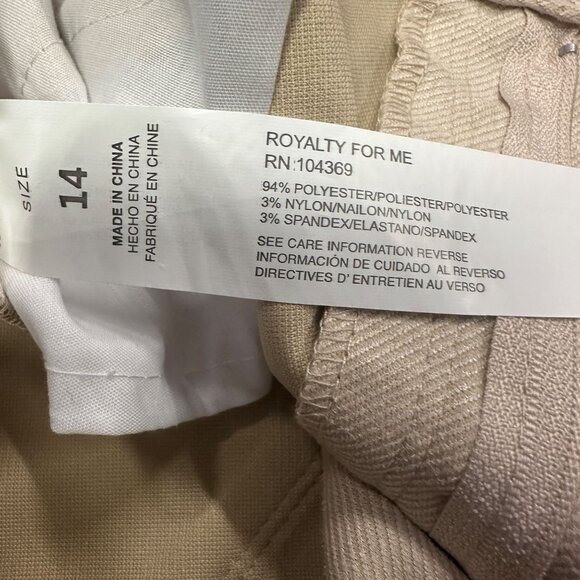 SIZE
14
MADE IN CHINA
HECHO EN CHINA
FABRIQUÉ EN CHINE
ROYALTY FOR ME
RN:104369
94% POLYESTER/POLIESTER/POLYESTER
3% NYLON/NAILON/NYLON
3% SPANDEX/ELASTANO/SPANDEX
SEE CARE INFORMATION REVERSE
INFORMACIÓN DE CUIDADO AL REVERSO
DIRECTIVES D' ENTRETIEN AU VERSO